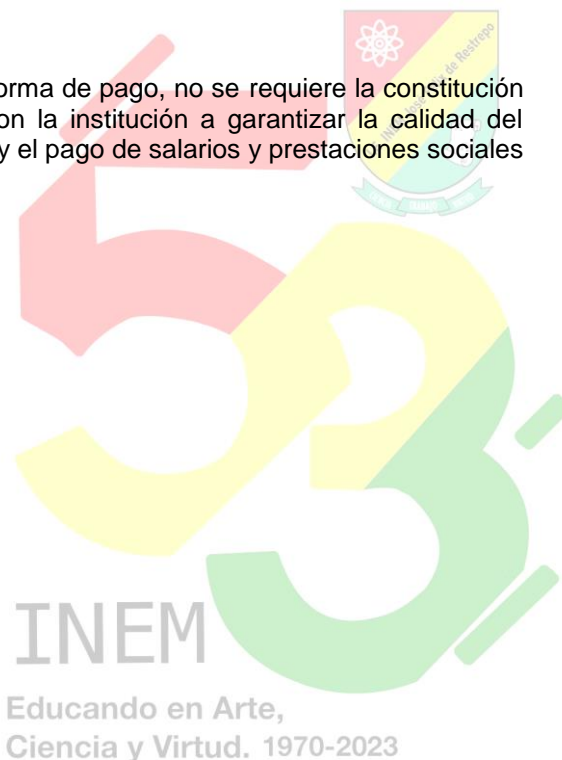 orma de pago, no se requiere la constitución
on la institución a garantizar la calidad del
y el pago de salarios y prestaciones sociales
53
INEM
Educando en Arte,
Ciencia y Virtud. 1970-2023